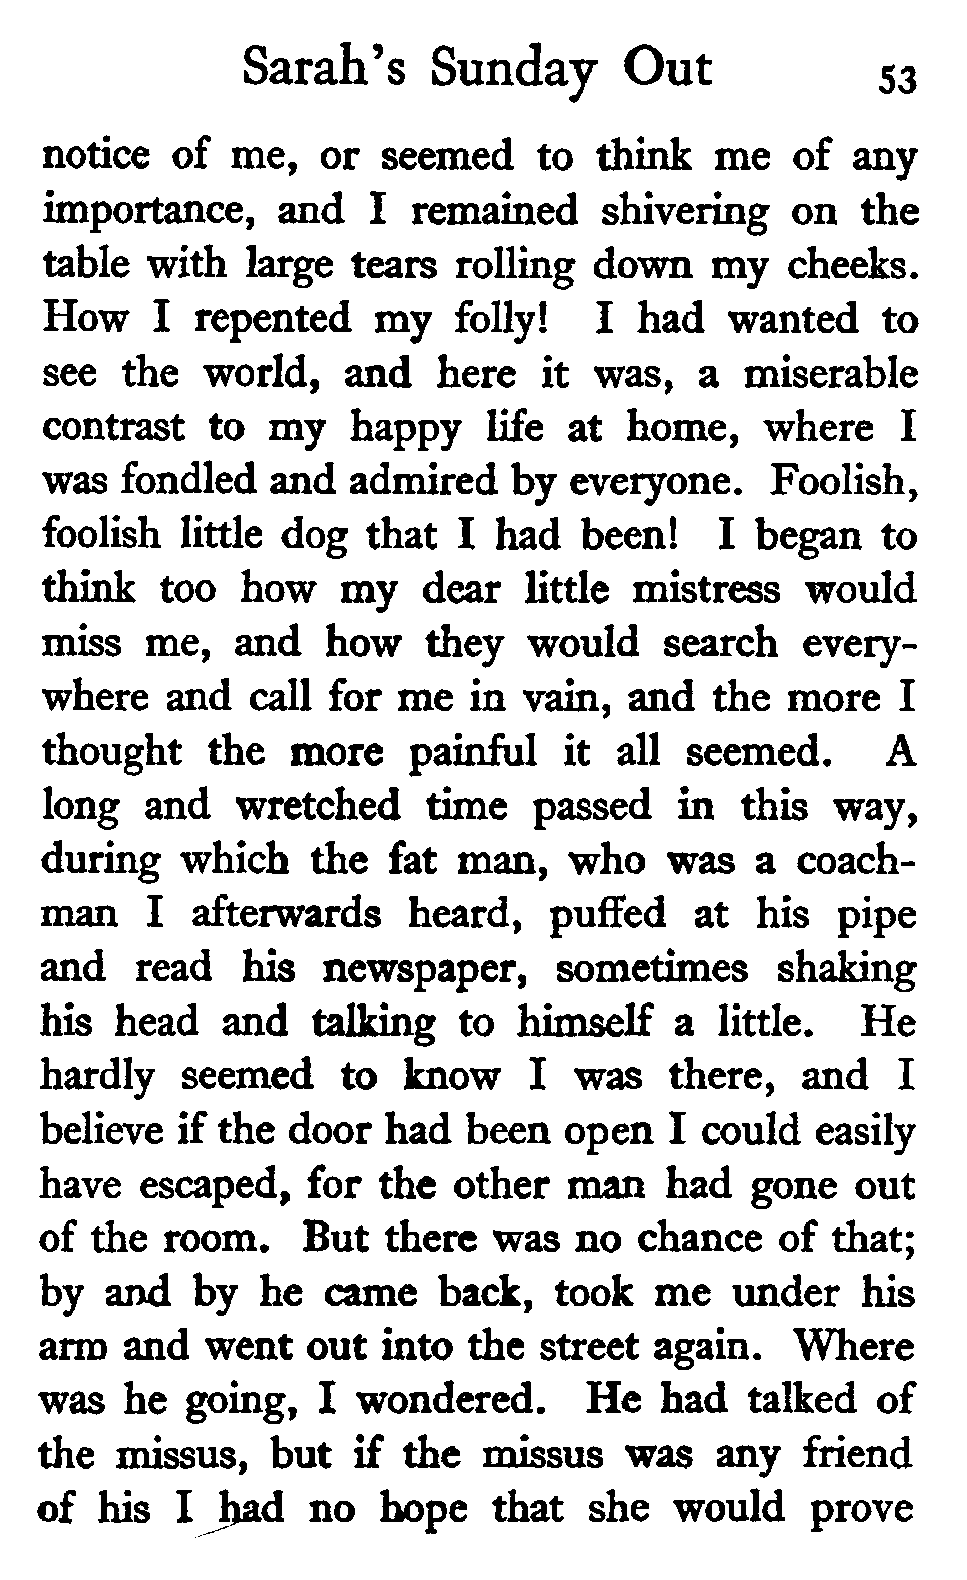 Sarah's Sunday Out 53
notice of me, or seemed to think me of any
importance, and I remained shivering on the
table with large tears rolling down my cheeks.
How I repented my folly! I had wanted to
see the world, and here it was, a miserable
contrast to my happy life at home, where I
was fondled and admired by everyone. Foolish,
foolish little dog that I had been! I began to
think too how my dear little mistress would
miss me, and how they would search every-
where and call for me in vain, and the more I
thought the more painful it all seemed. A
long and wretched time passed in this way,
during which the fat man, who was a coach-
man I afterwards heard, puffed at his pipe
and read his newspaper, sometimes shaking
his head and talking to himself a little. He
hardly seemed to know I was there, and I
believe if the door had been open I could easily
have escaped, for the other man had gone out
of the room. But there was no chance of that;
by and by he came back, took me under his
arm and went out into the street again. Where
was he going, I wondered. He had talked of
the missus, but if the missus was any friend
of his I had no hope that she would prove